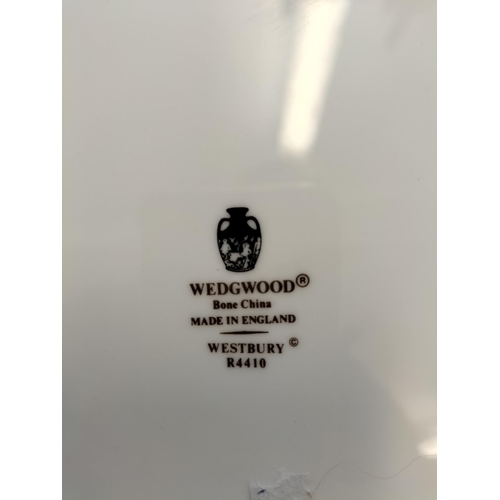 WEDGWOOD®
Bone China
MADE IN ENGLAND
WESTBURY ©
R4410